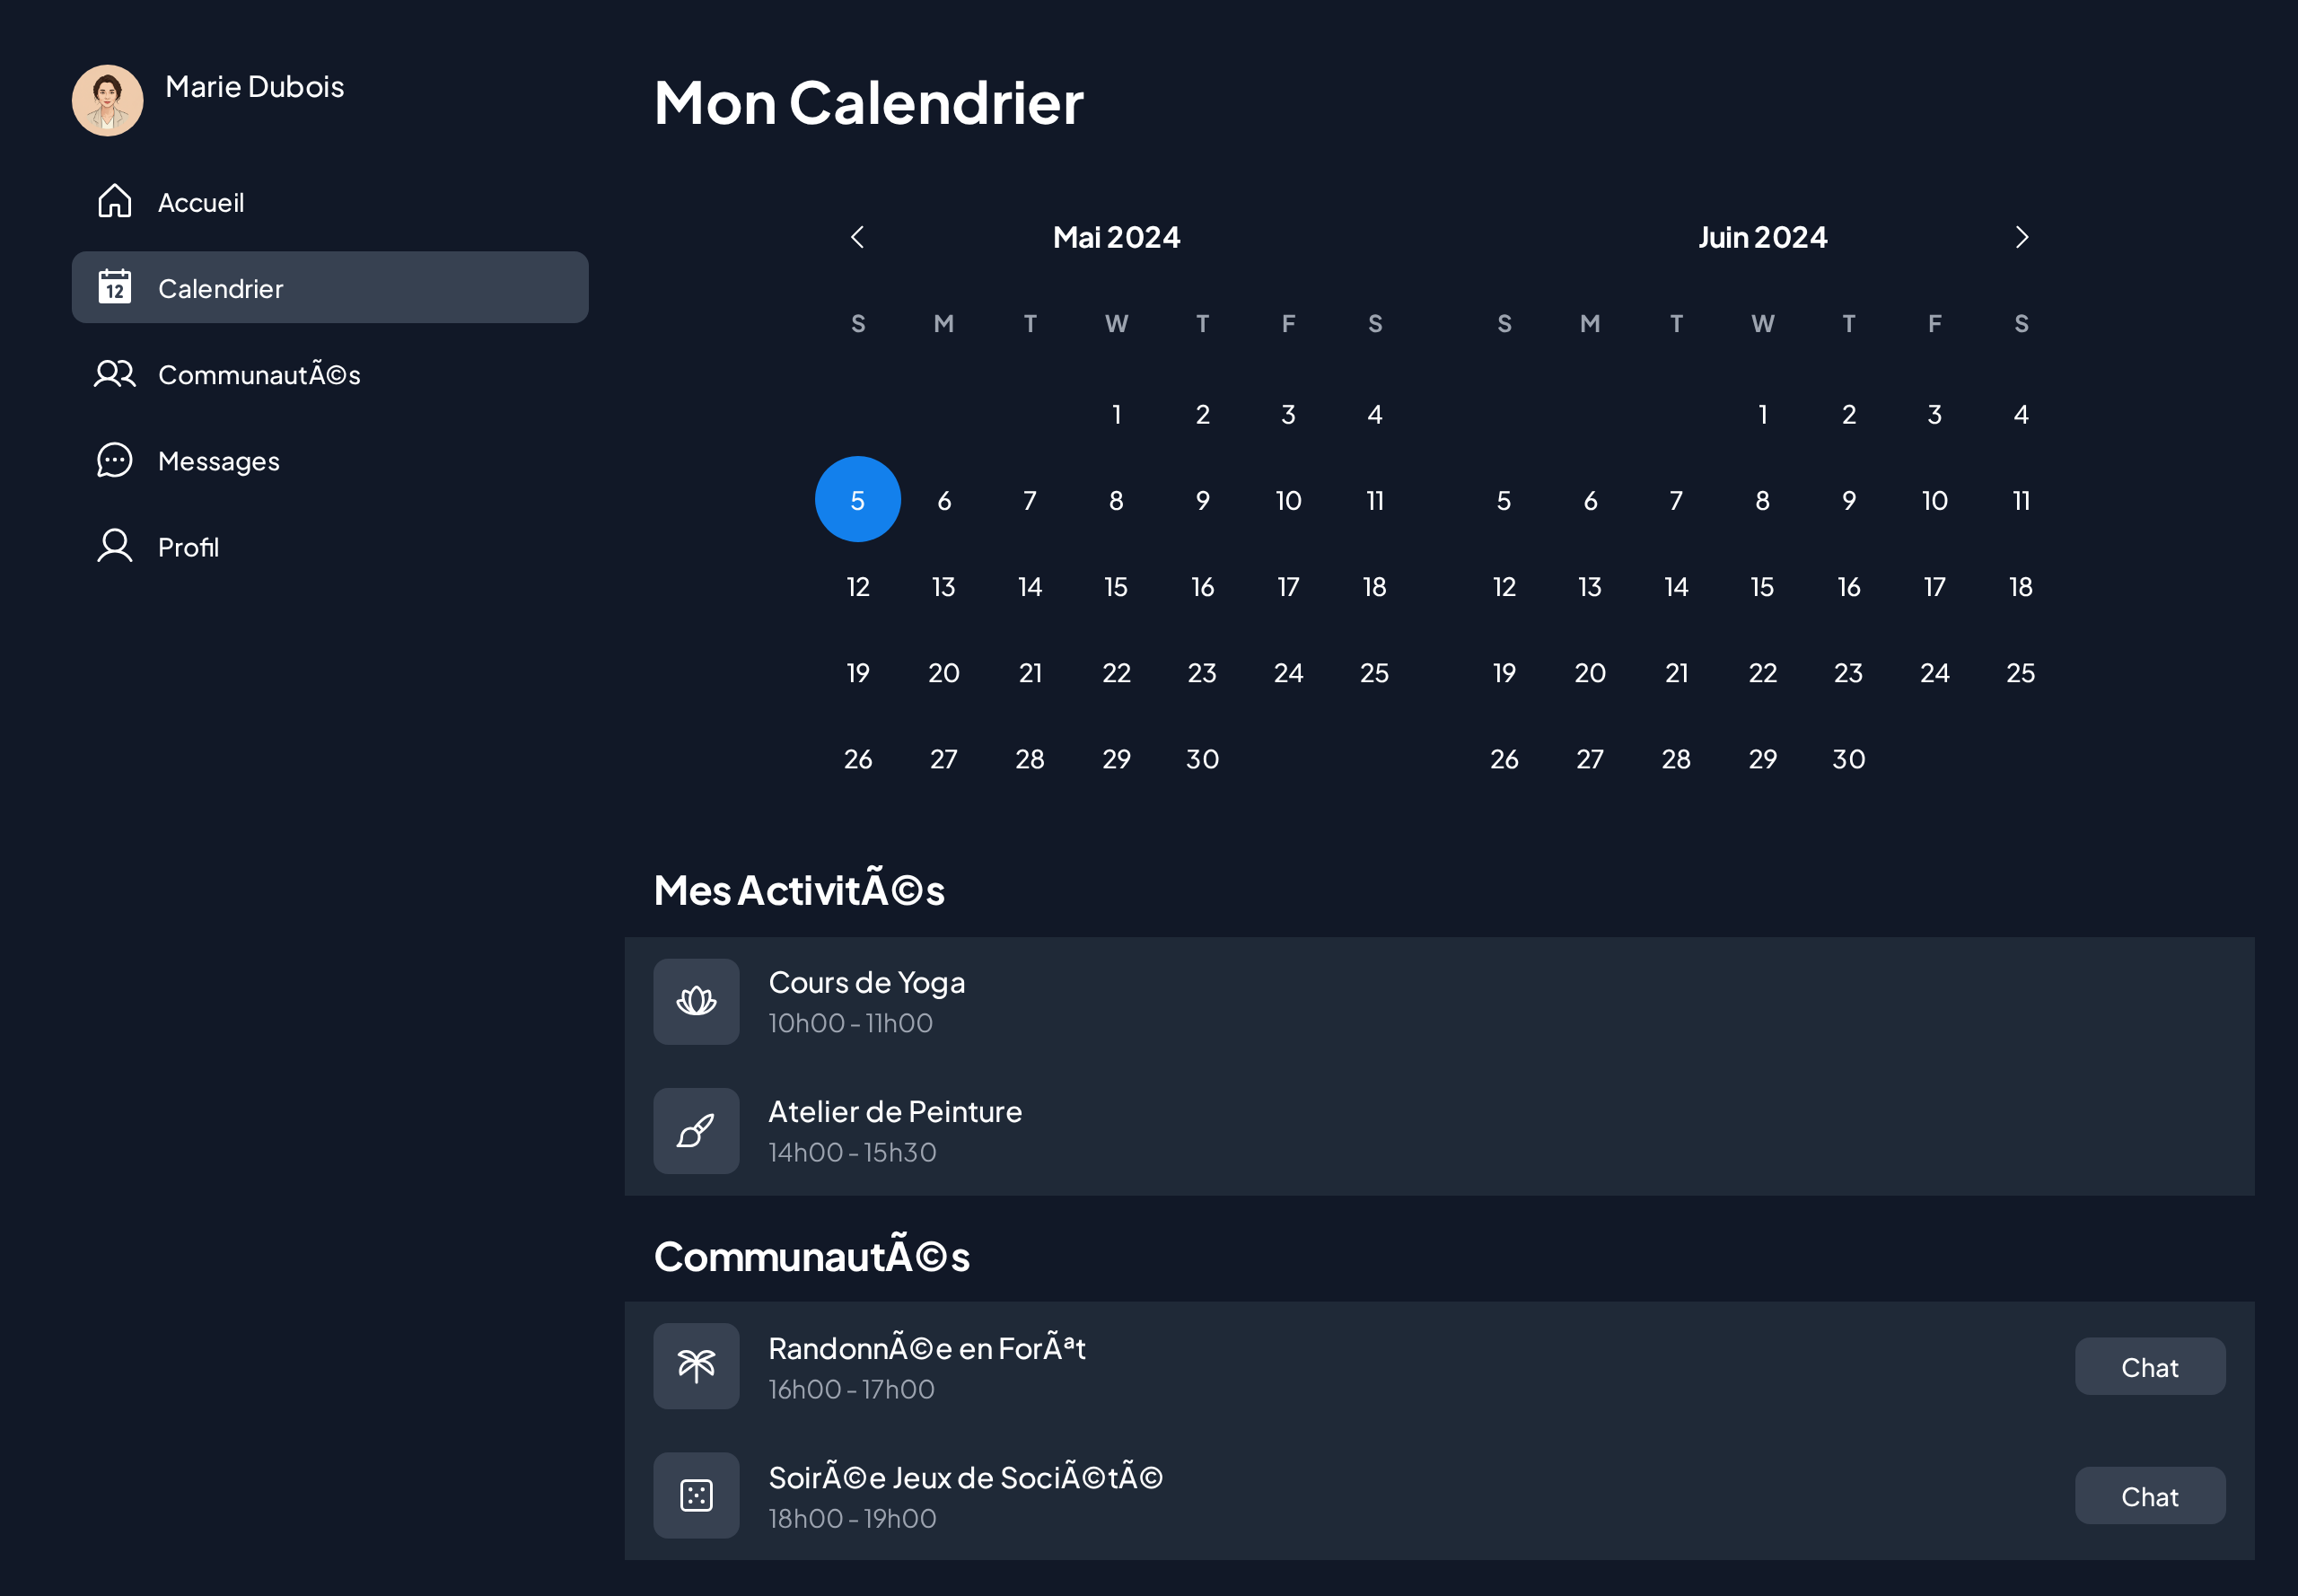 Marie Dubois
Accueil
12
Calendrier
CommunautÃ©s
Messages
Profil
Mon Calendrier
Mai 2024
S M T W T F S
1 2 3 4
5 6 7 8 9 10 11
12 13 14 15 16 17 18
19 20 21 22 23 24 25
26 27 28 29 30
Juin 2024
S M T W T F S
1 2 3 4
5 6 7 8 9 10 11
12 13 14 15 16 17 18
19 20 21 22 23 24 25
26 27 28 29 30
Mes ActivitÃ©s
Cours de Yoga
10h00 - 11h00
Atelier de Peinture
14h00 - 15h30
CommunautÃ©s
RandonnÃ©e en ForÃªt
16h00 - 17h00
Chat
SoirÃ©e Jeux de SociÃ©tÃ©
18h00 - 19h00
Chat